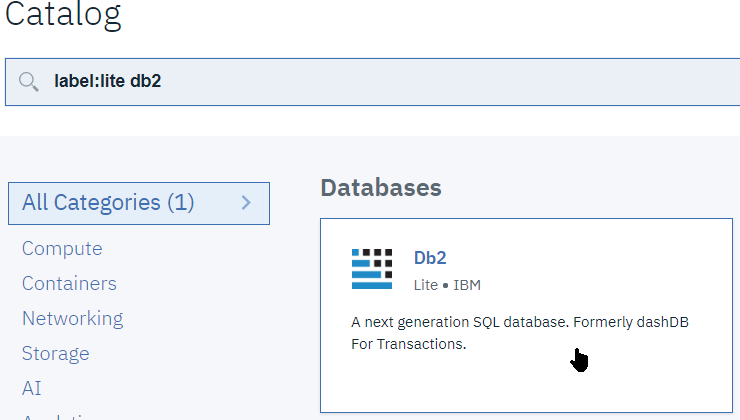 Catalog
label:lite db2
All Categories (1)
Compute
Containers
Networking
Storage
AI
Databases
Db2
Lite • IBM
A next generation SQL database. Formerly dashDB
For Transactions.